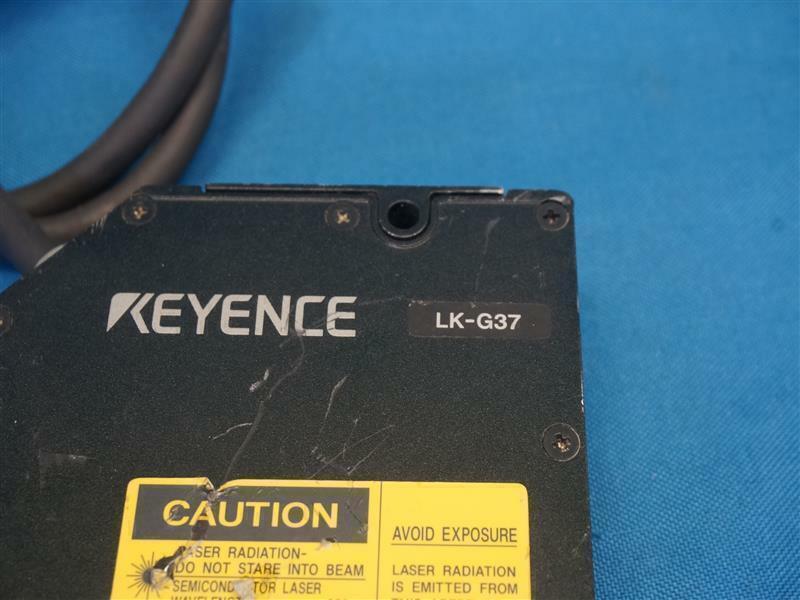 KEYENCE
LK-G37
CAUTION
LASER RADIATION-
DO NOT STARE INTO BEAM
SEMICONDUCTOR LASER
AVOID EXPOSURE
LASER RADIATION
IS EMITTED FROM